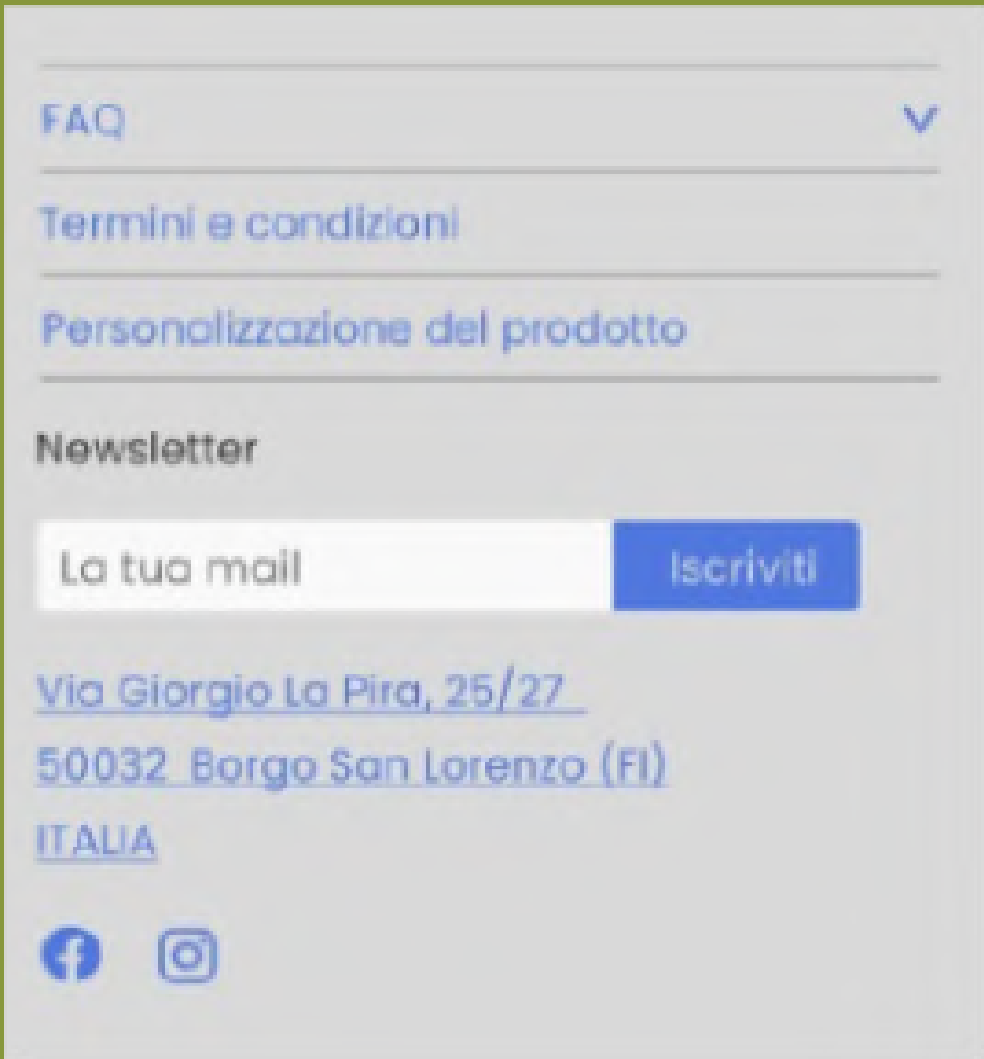 FAQ
Termini e condizioni
Personalizzazione del prodotto
Newsletter
La tua mail
Iscriviti
Via Giorgio La Pira, 25/27
50032 Borgo San Lorenzo (FI)
ITALIA